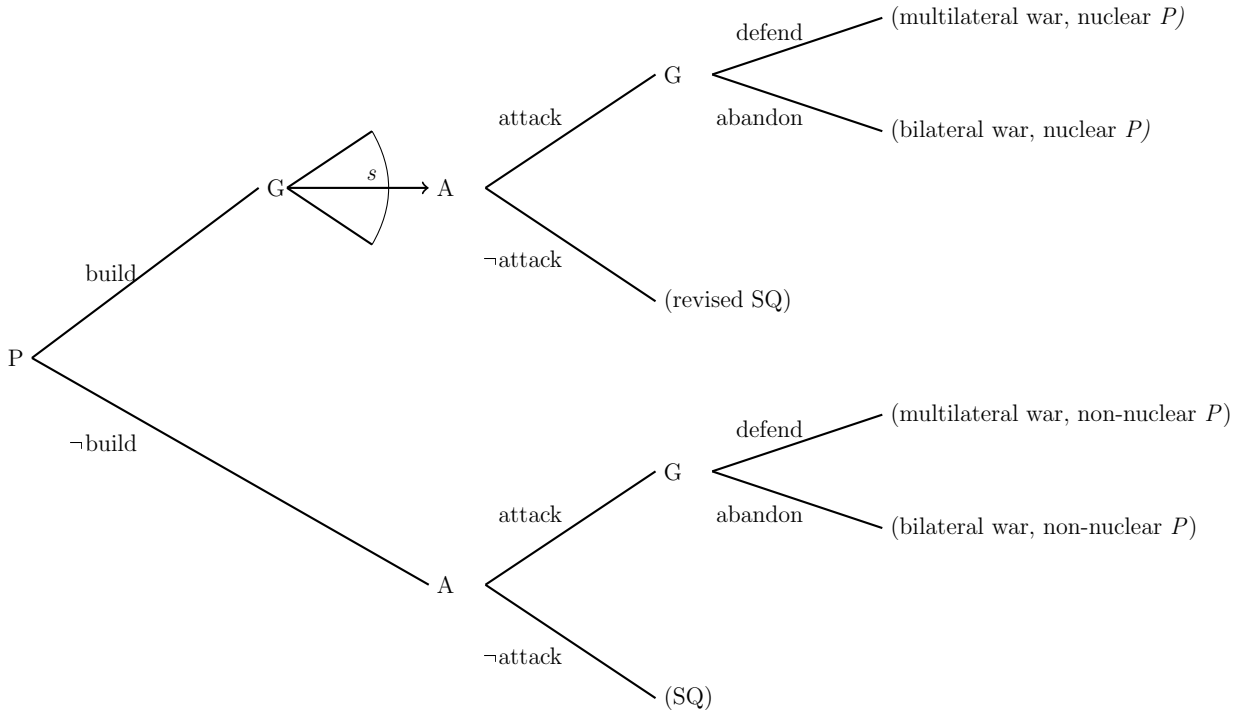 (multilateral war, nuclear P)
defend
G
attack
abandon
(bilateral war, nuclear P)
s
G
A
¬attack
build
(revised SQ)
P
(multilateral war, non-nuclear P)
defend
¬build
G
attack
abandon
(bilateral war, non-nuclear P)
A
¬attack
(SQ)